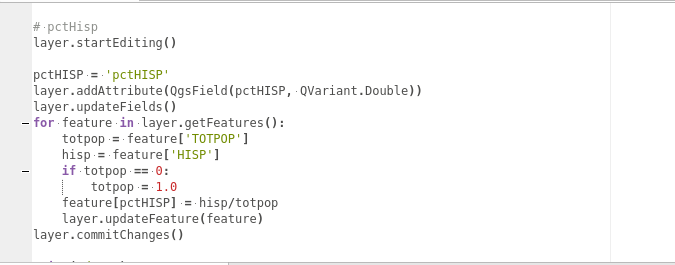 # pctHisp
layer.startEditing()
pctHISP = 'pctHISP'
layer.addAttribute(QgsField(pctHISP, QVariant.Double))
layer.updateFields()
for feature in layer.getFeatures():
totpop = feature['TOTPOP']
hisp = feature['HISP']
if totpop == 0:
totpop = 1.0
feature[pctHISP] = hisp/totpop
layer.updateFeature(feature)
layer.commitChanges()